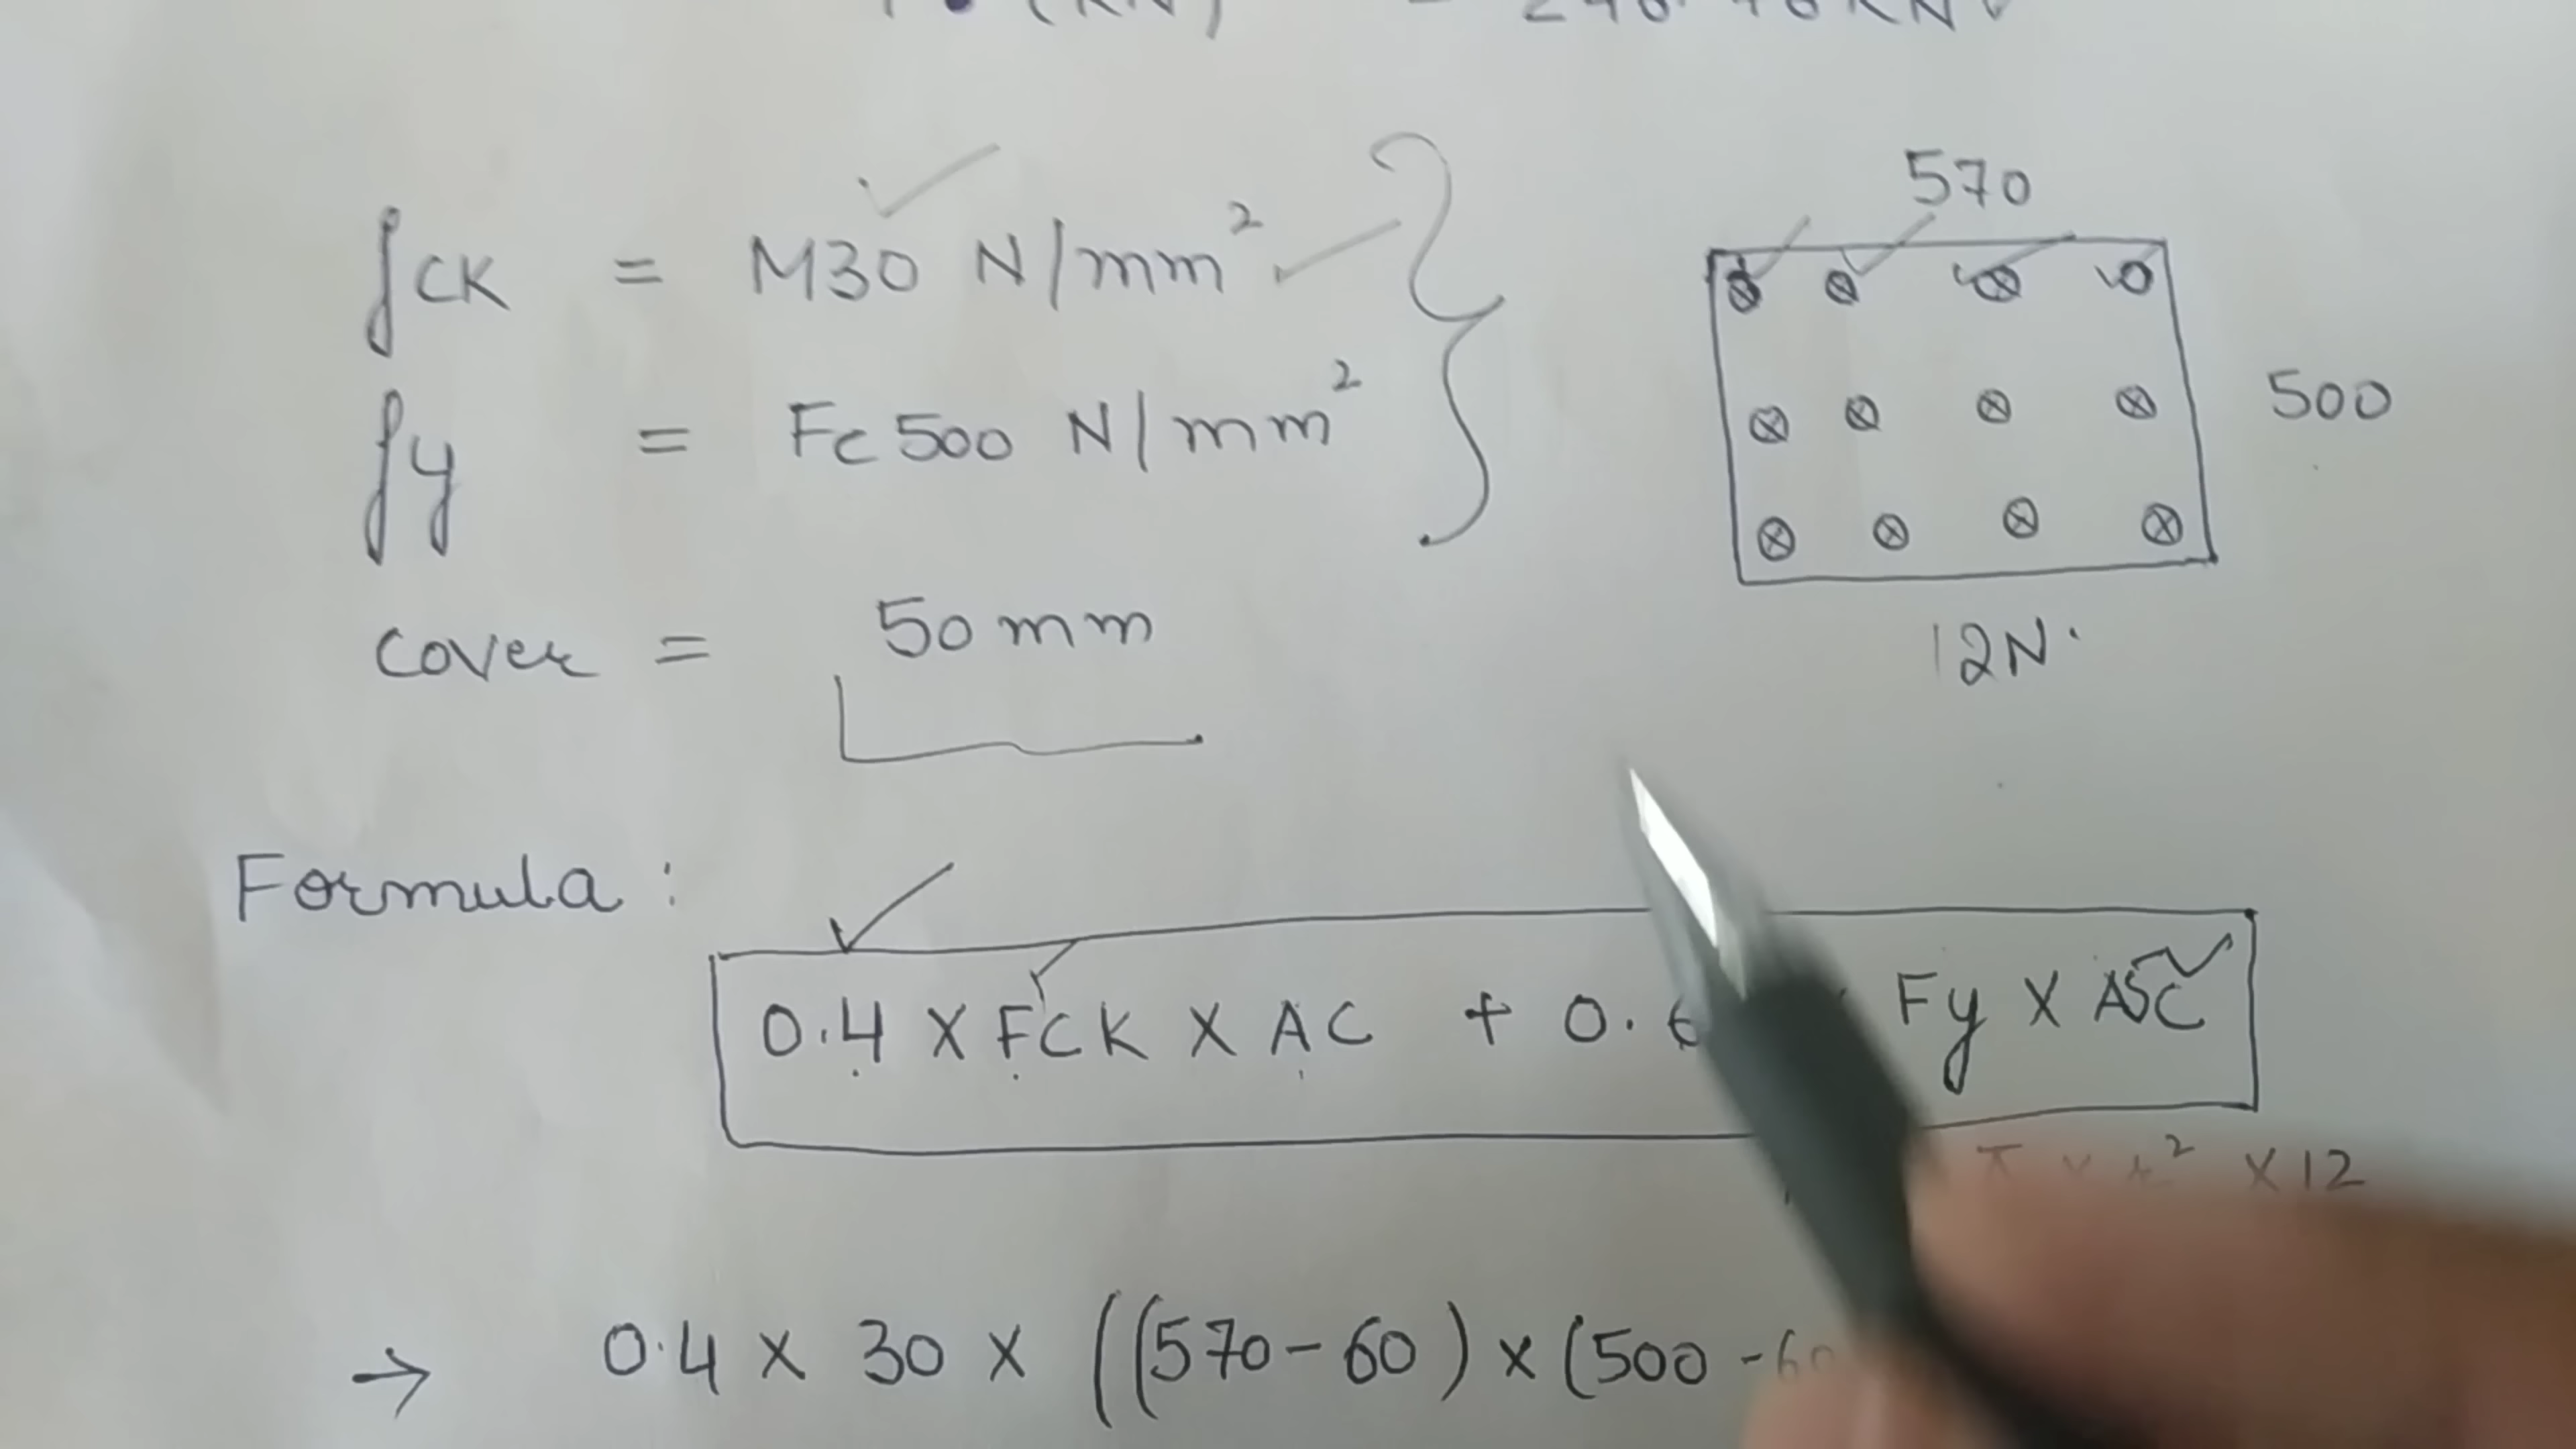 fCK = M30 N/mm²
570
fy = Fe500 N/mm²
500
cover = 50mm
12N.
Formula :
0.4 X FCK X AC + 0. Fy X ASC
X12
→ 0.4 X 30 X ((570-60) X (500 -60